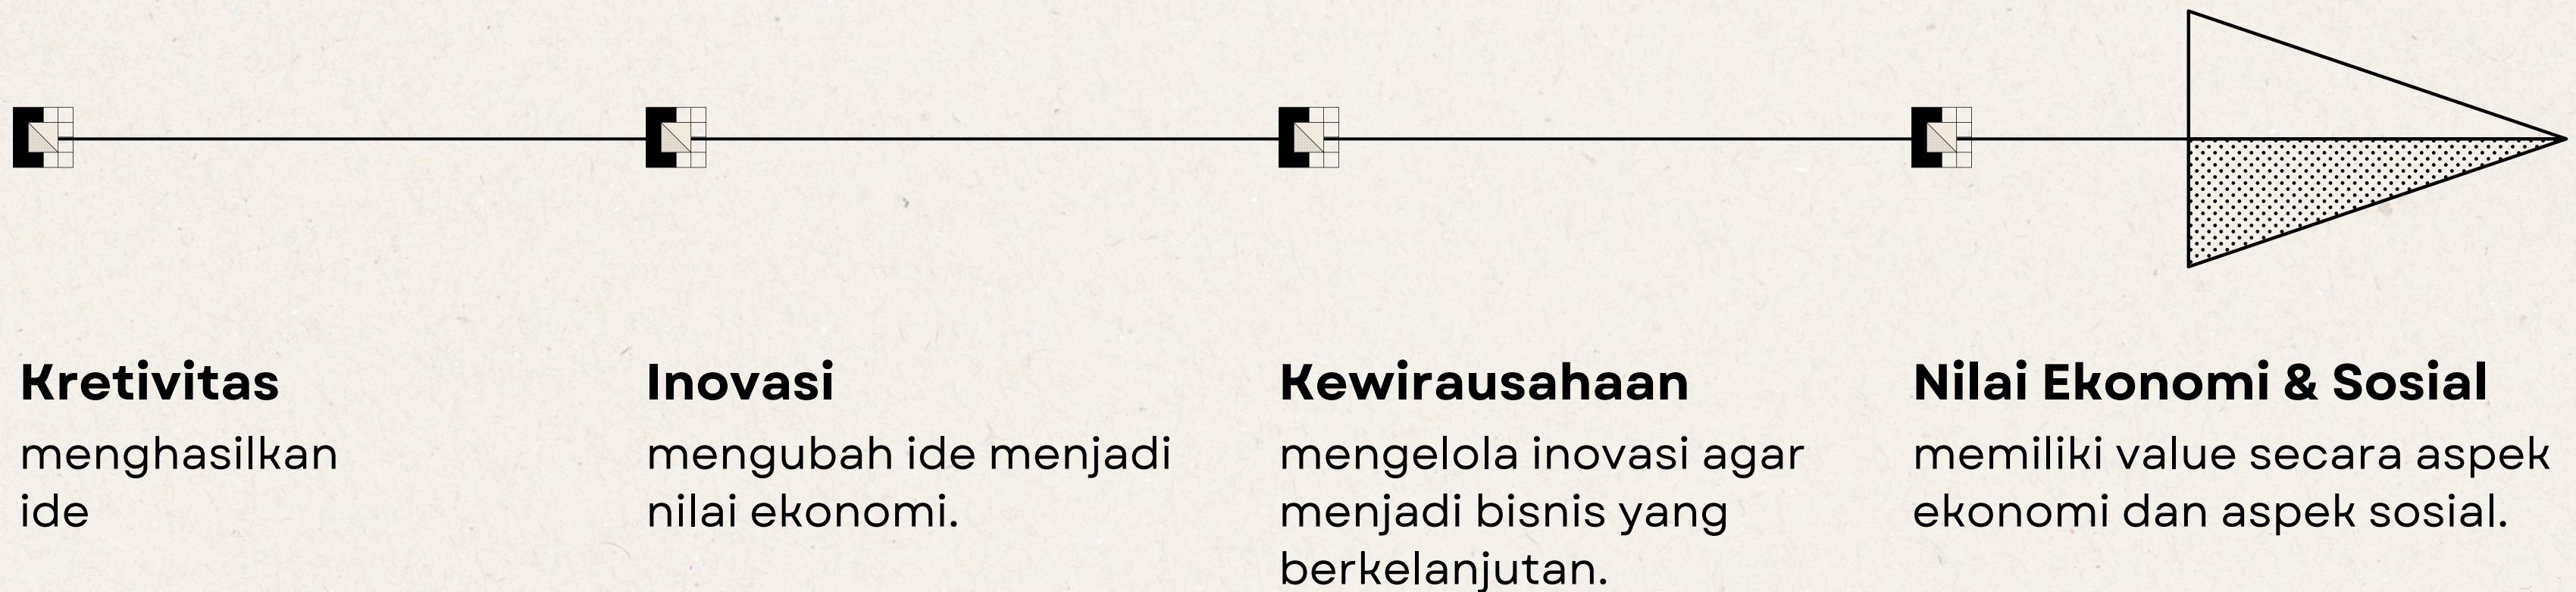 Kretivitas
menghasilkan
ide
Inovasi
mengubah ide menjadi
nilai ekonomi.
Kewirausahaan
mengelola inovasi agar
menjadi bisnis yang
berkelanjutan.
Nilai Ekonomi & Sosial
memiliki value secara aspek
ekonomi dan aspek sosial.